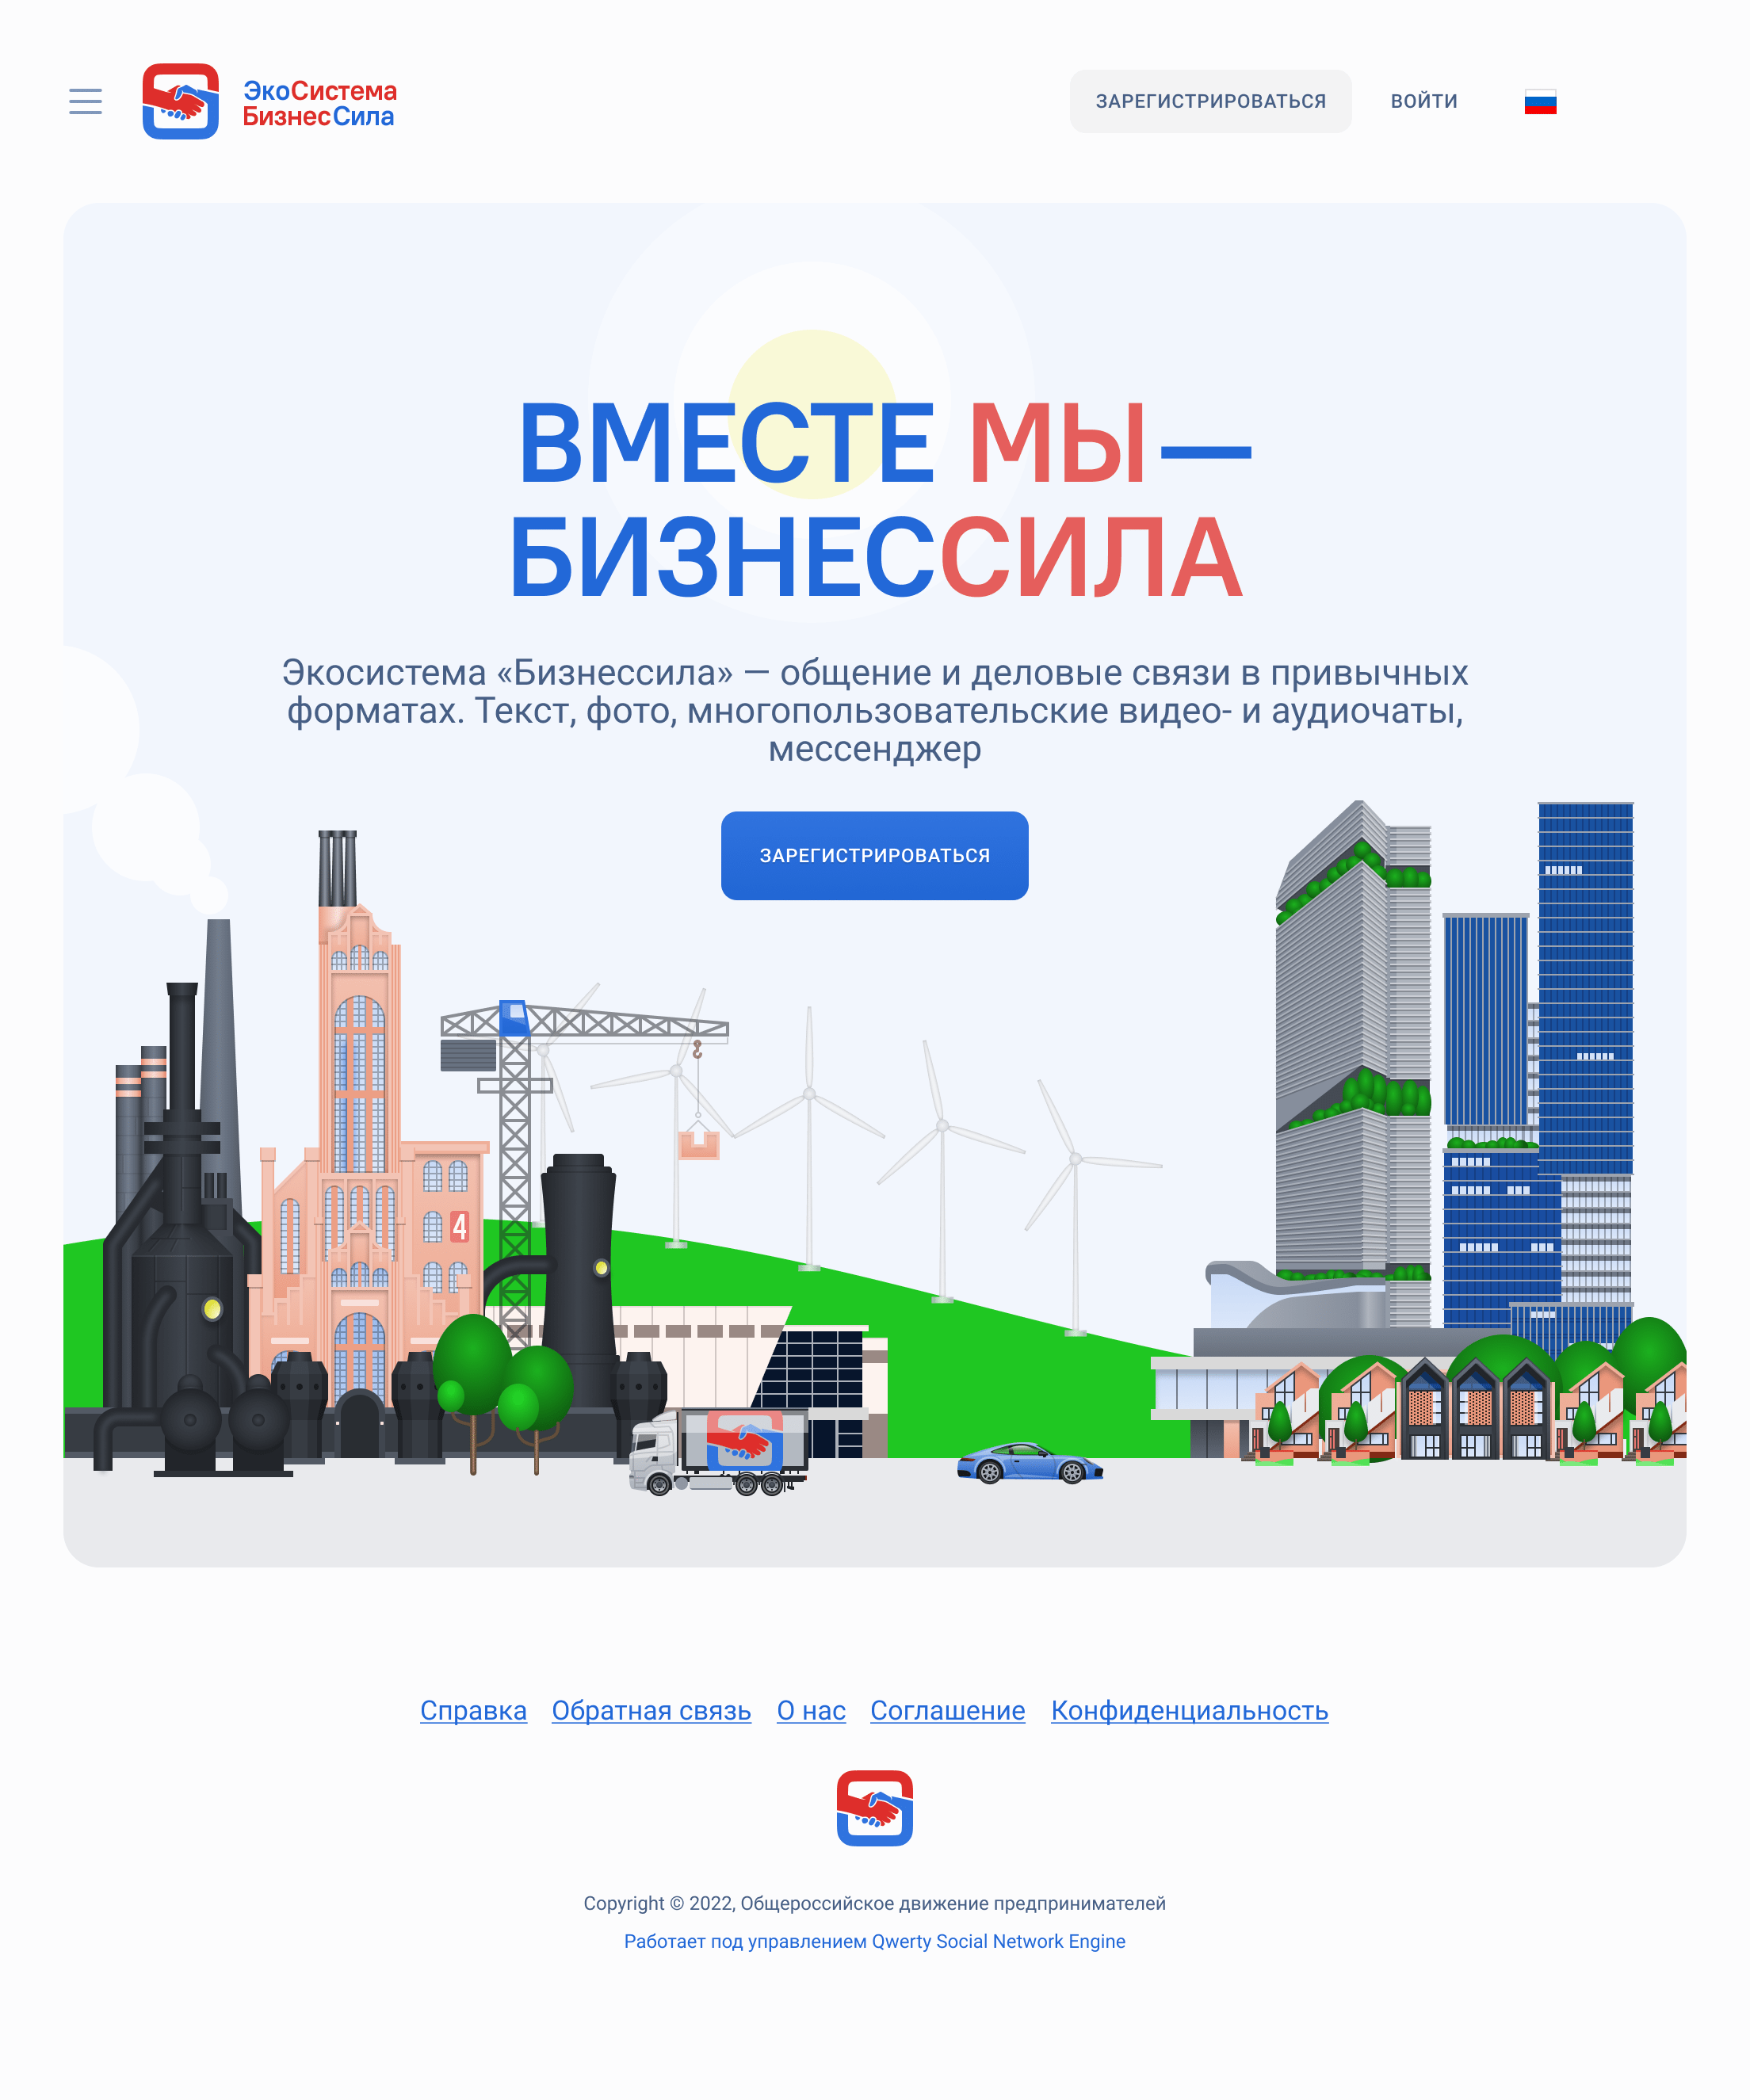 ЭкоСистема
БизнесСила
ЗАРЕГИСТРИРОВАТЬСЯ
ВОЙТИ
ВМЕСТЕ МЫ —
БИЗНЕССИЛА
Экосистема «Бизнессила» — общение и деловые связи в привычных
форматах. Текст, фото, многопользовательские видео- и аудиочаты,
мессенджер
ЗАРЕГИСТРИРОВАТЬСЯ
4
Справка Обратная связь О нас Соглашение Конфиденциальность
Copyright © 2022, Общероссийское движение предпринимателей
Работает под управлением Qwerty Social Network Engine